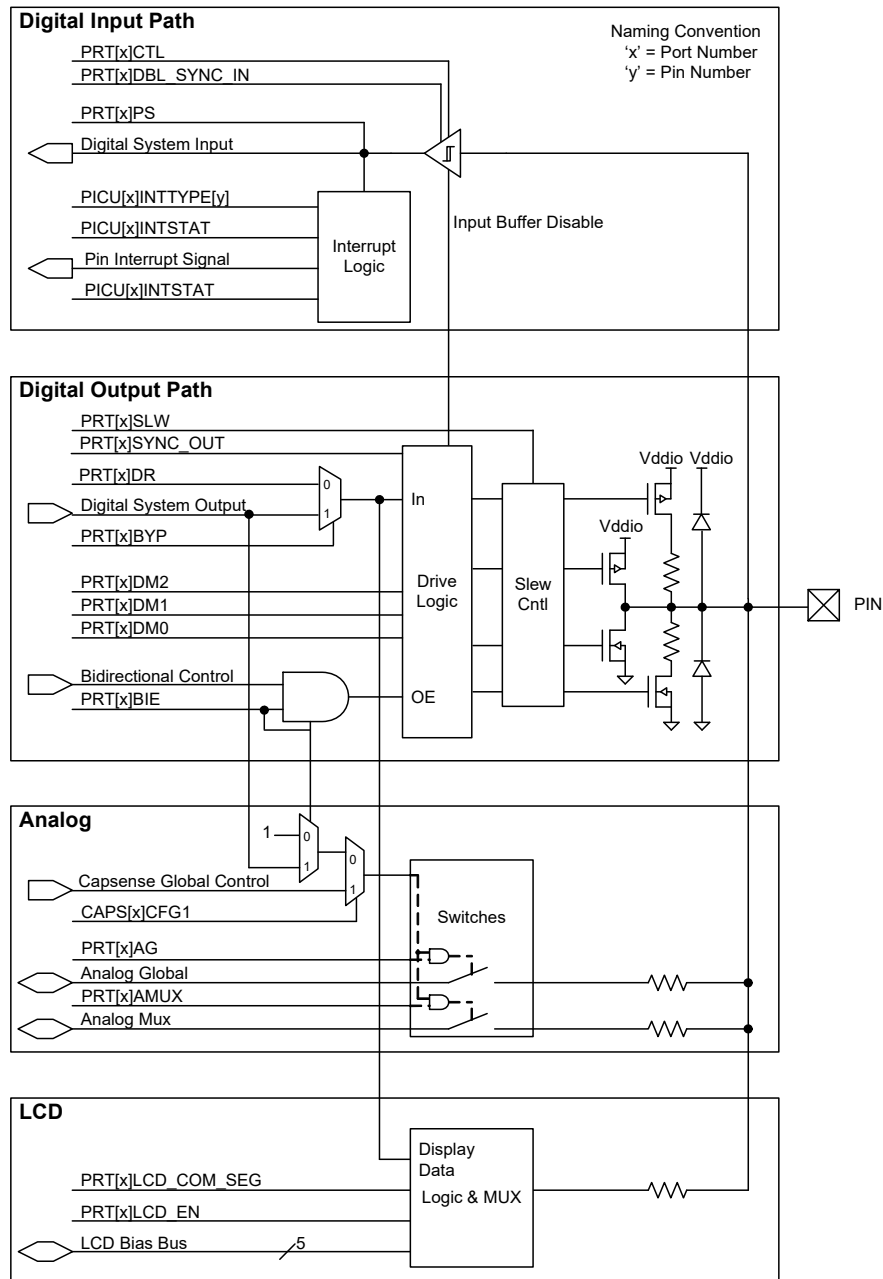 Digital Input Path
Naming Convention
‘x’ = Port Number
‘y’ = Pin Number
PRT[x]CTL
PRT[x]DBL_SYNC_IN
PRT[x]PS
Digital System Input
PICU[x]INTTYPE[y]
PICU[x]INTSTAT
Pin Interrupt Signal
PICU[x]INTSTAT
Interrupt
Logic
Input Buffer Disable
Digital Output Path
PRT[x]SLW
PRT[x]SYNC_OUT
PRT[x]DR
Digital System Output
PRT[x]BYP
0
1
PRT[x]DM2
PRT[x]DM1
PRT[x]DM0
Bidirectional Control
PRT[x]BIE
In
Drive
Logic
OE
Slew
Cntl
Vddio
Vddio
Vddio
PIN
Analog
1
0
1
0
1
Capsense Global Control
CAPS[x]CFG1
Switches
PRT[x]AG
Analog Global
PRT[x]AMUX
Analog Mux
LCD
Display
Data
Logic & MUX
PRT[x]LCD_COM_SEG
PRT[x]LCD_EN
LCD Bias Bus
5